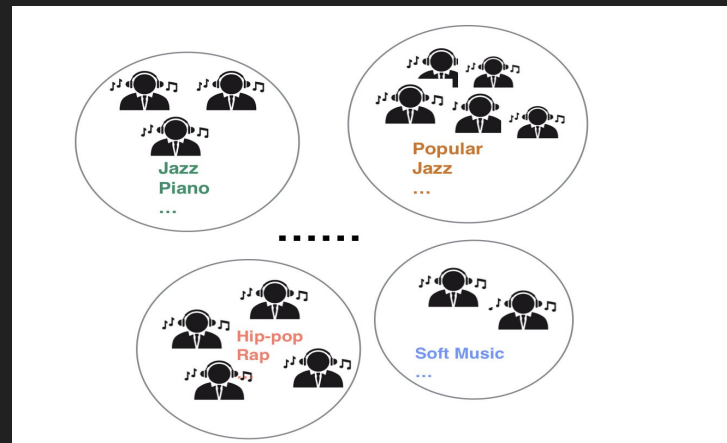 Jazz
Piano
...
Popular
Jazz
...
......
Hip-pop
Rap
...
Soft Music
...